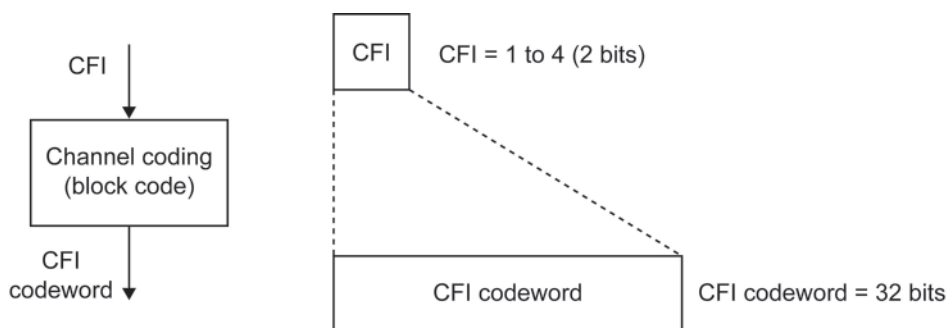 CFI
Channel coding
(block code)
CFI
codeword
CFI
CFI = 1 to 4 (2 bits)
CFI codeword
CFI codeword = 32 bits